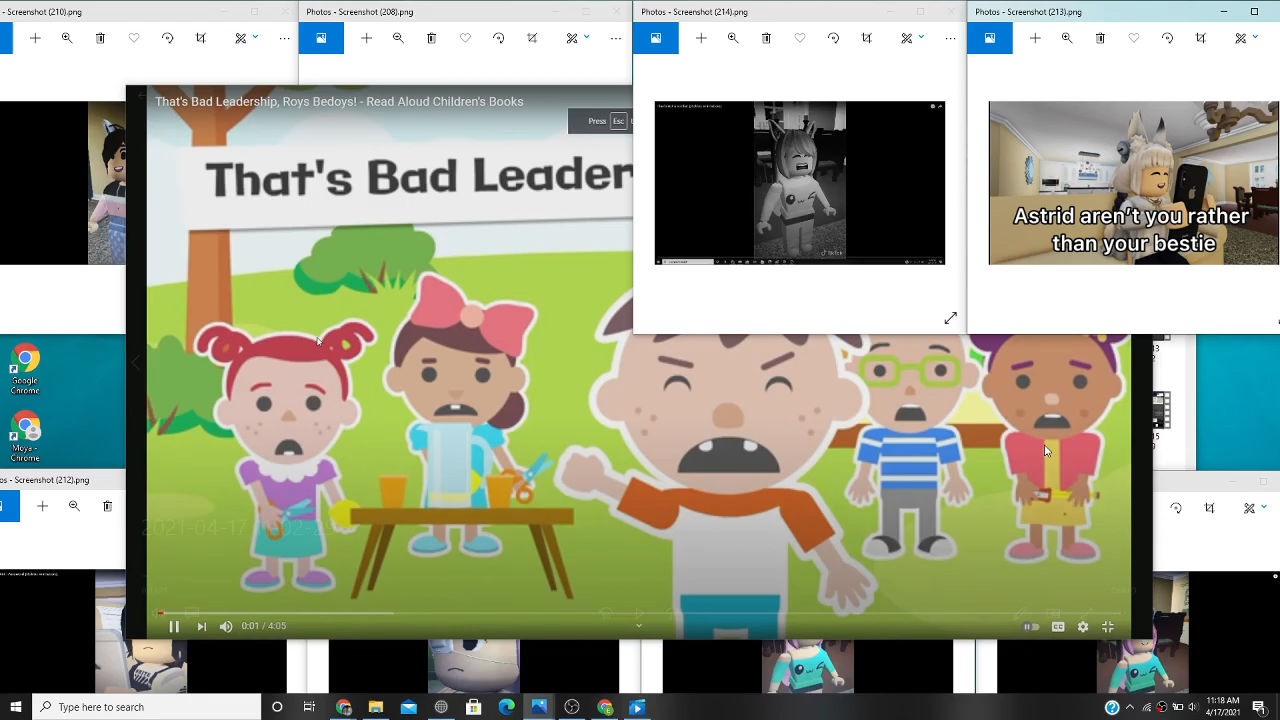 - Screenshot (210).png
Photos - Screenshot (208).png
Photos - Screenshot (214).png
Photos - Screenshot (213).png
That's Bad Leadership, Roys Bedoys! - Read Aloud Children's Books
Press Esc
That's Bad Leader
Astrid aren't you rather
than your bestie
TikTok
Google
Chrome
Moya -
Chrome
os - Screenshot (212).png
0:01 / 4:05
CC
Type here to search
11:18 AM
4/17/2021